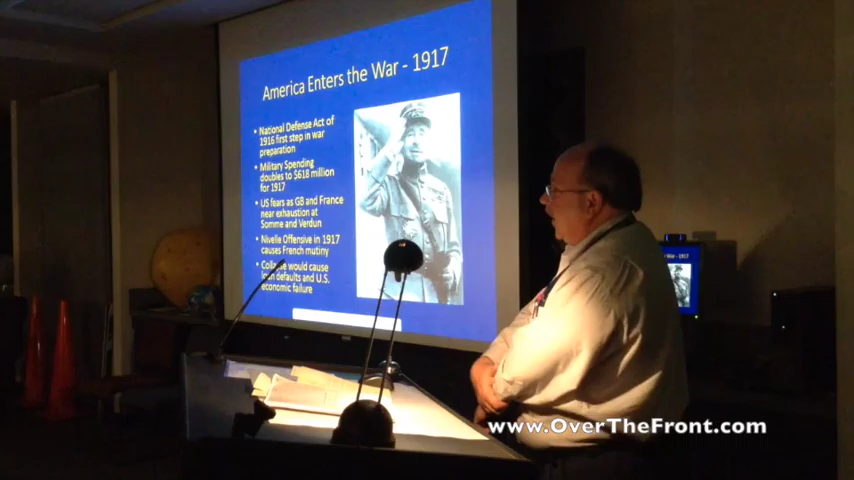 America Enters the War - 1917
• National Defense Act of
1916 first step in war
preparation
• Military Spending
doubles to $618 million
for 1917
• US fears as GB and France
near exhaustion at
Somme and Verdun
• Nivelle Offensive in 1917
causes French mutiny
• Collapse would cause
loan defaults and U.S.
economic failure
War - 1917
www.OverTheFront.com